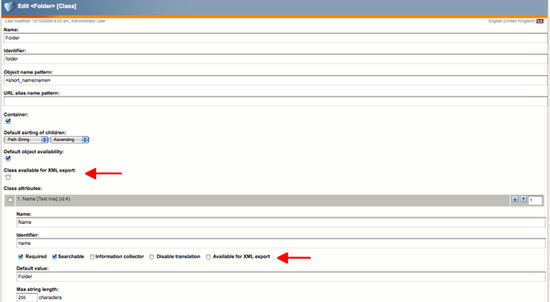 Edit <Folder> [Class]
Last modified: 12/10/2008 9:02 am, Administrator User
English (United Kingdom)
Name:
Folder
Identifier:
folder
Object name pattern:
<short_name|name>
URL alias name pattern:
Container:
Default sorting of children:
Path String Ascending
Default object availability:
Class available for XML export:
Class attributes:
1. Name [Text line] (id:4) 1
Name:
Name
Identifier:
name
Required Searchable Information collector Disable translation Available for XML export
Default value:
Folder
Max string length:
255 characters